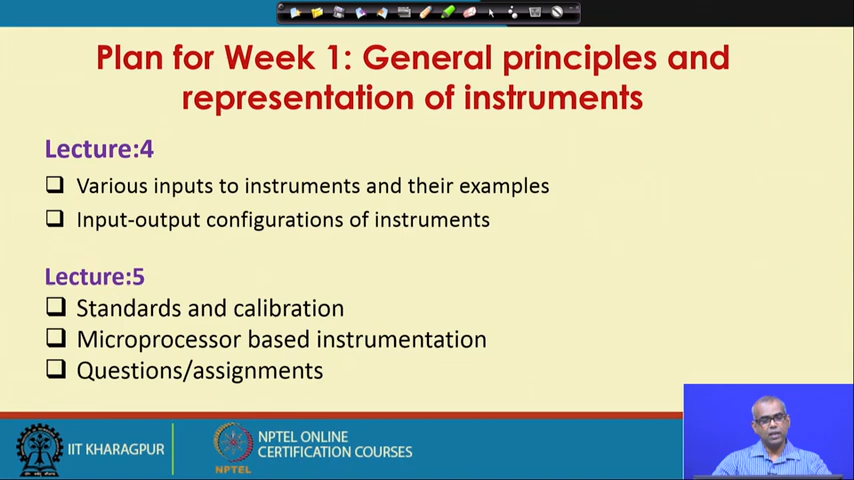 Plan for Week 1: General principles and
representation of instruments
Lecture:4
Various inputs to instruments and their examples
Input-output configurations of instruments
Lecture:5
Standards and calibration
Microprocessor based instrumentation
Questions/assignments
IIT KHARAGPUR
NPTEL
NPTEL ONLINE
CERTIFICATION COURSES